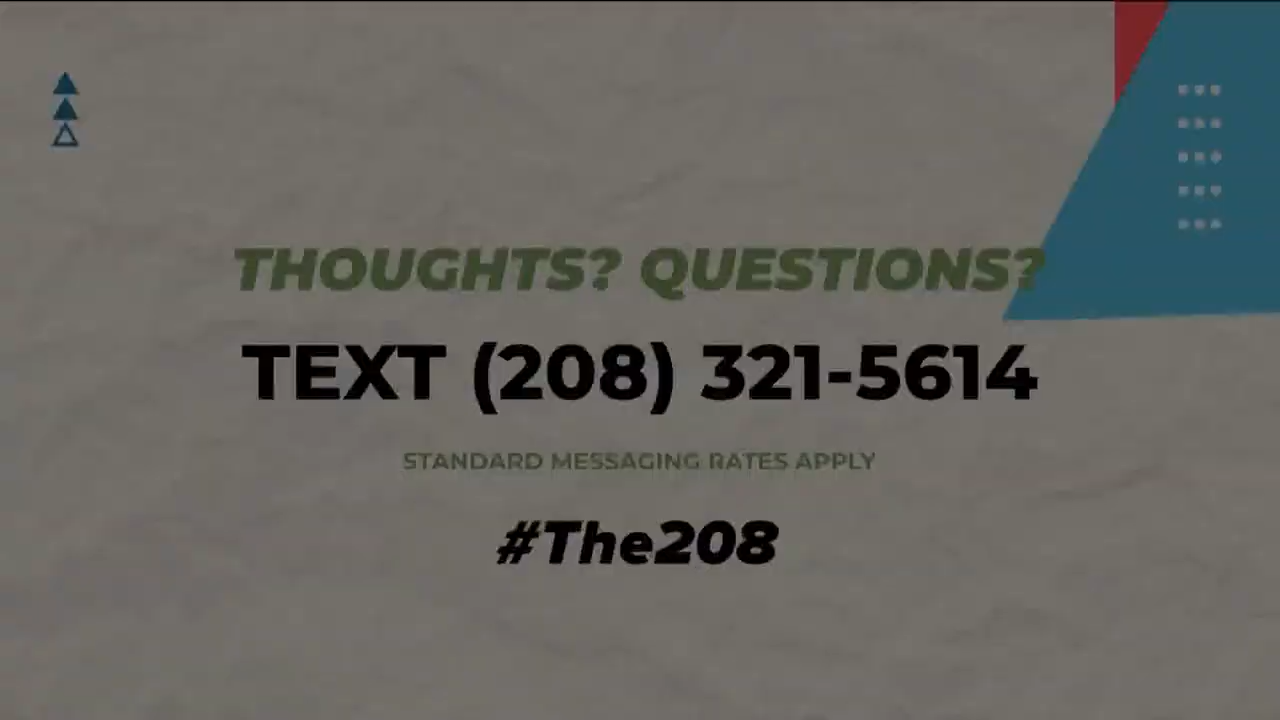 THOUGHTS? QUESTIONS?
TEXT (208) 321-5614
STANDARD MESSAGING RATES APPLY
#The208